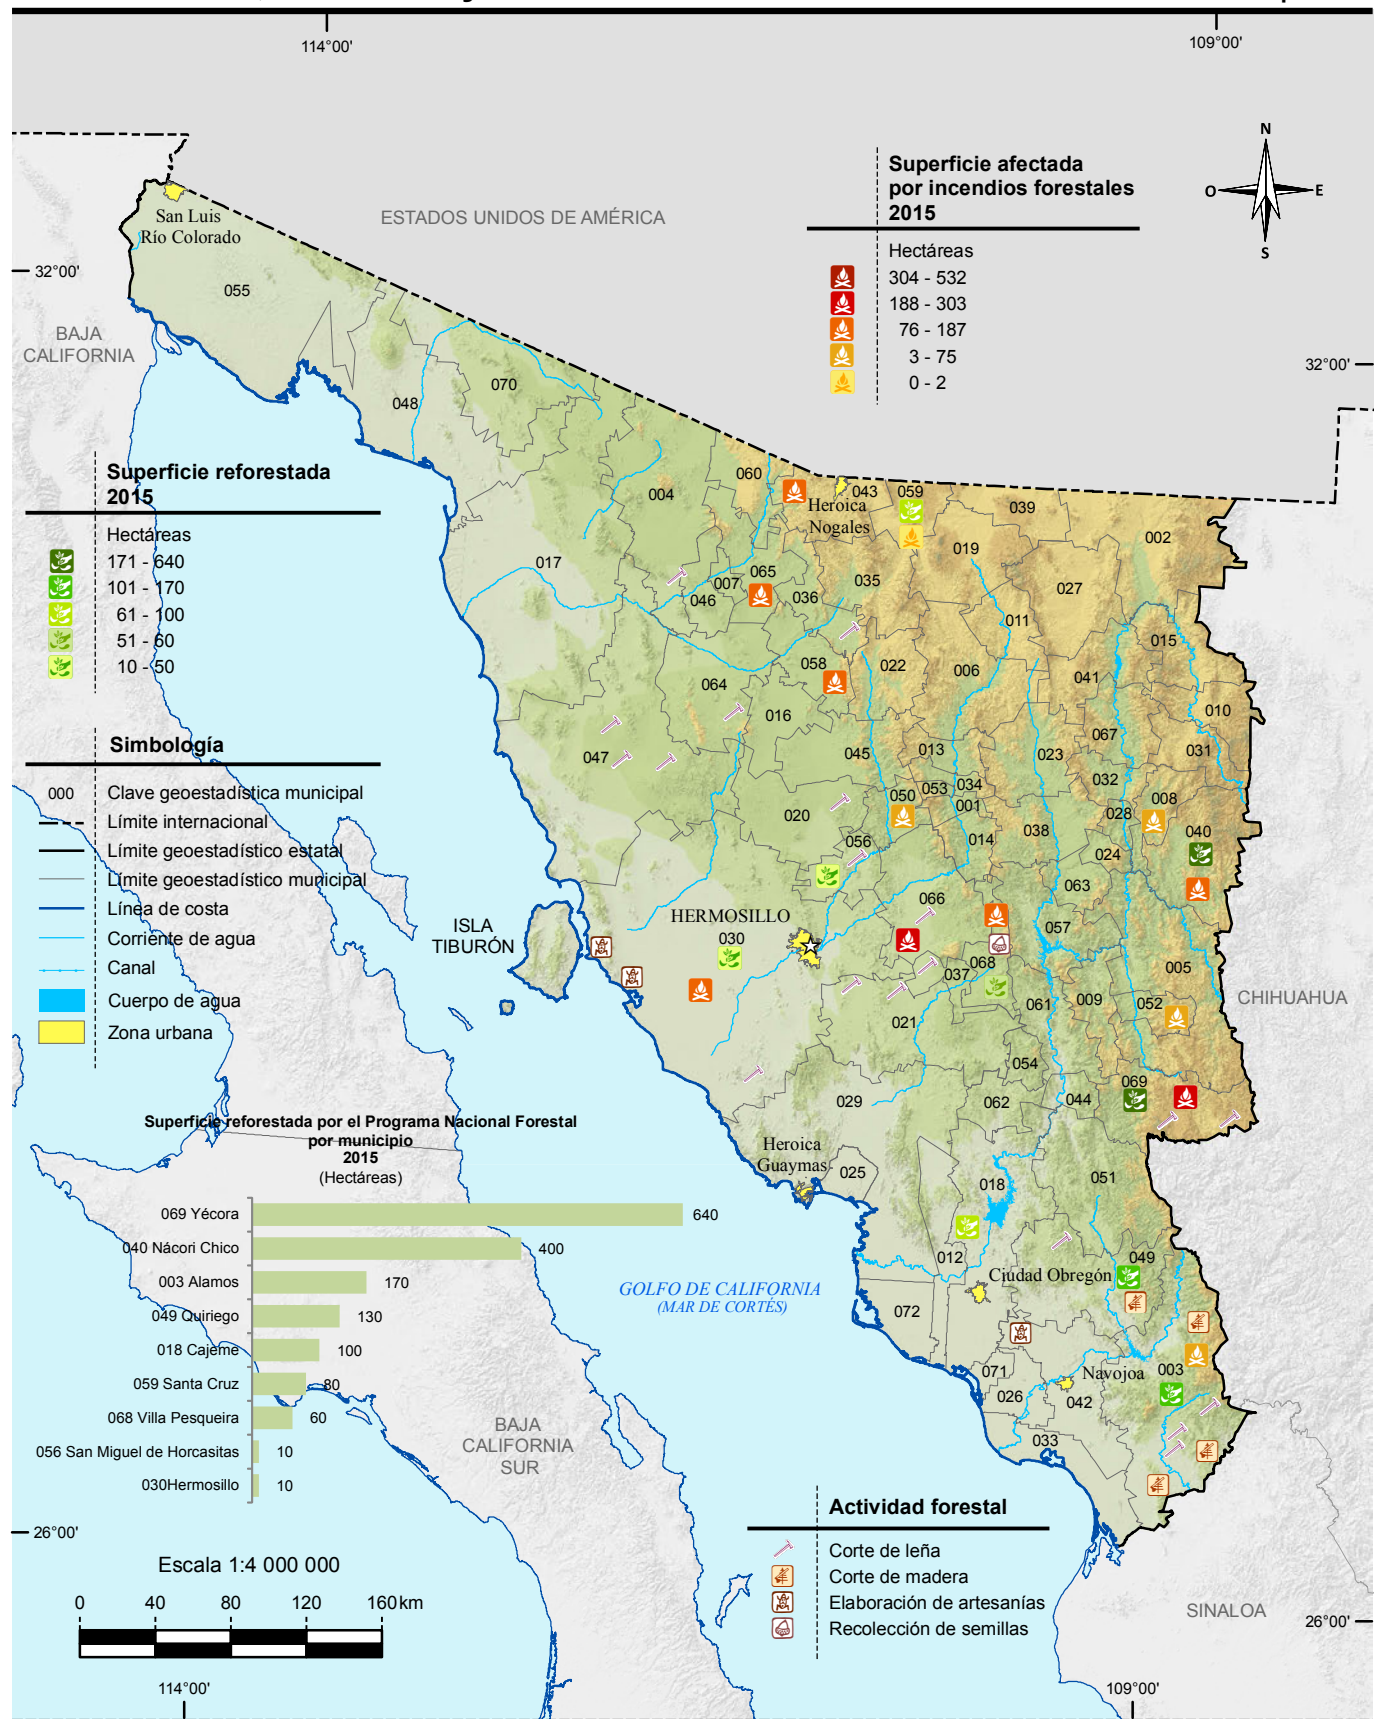 114°00'
109°00'
N
O
E
S
Superficie afectada
por incendios forestales
2015
Hectáreas
304 - 532
188 - 303
76 - 187
3 - 75
0 - 2
San Luis
Río Colorado
ESTADOS UNIDOS DE AMÉRICA
32°00'
055
BAJA
CALIFORNIA
32°00'
070
048
Superficie reforestada
2015
Hectáreas
171 - 640
101 - 170
61 - 100
51 - 60
10 - 50
060
004
043
059
039
Heroica
Nogales
002
019
017
065
007
046
036
035
027
011
015
058
022
006
041
064
010
016
067
031
047
045
013
023
032
053
034
050
001
008
028
020
038
040
014
056
024
063
066
Simbología
000
Clave geoestadística municipal
Límite internacional
Límite geoestadístico estatal
Límite geoestadístico municipal
Línea de costa
Corriente de agua
Canal
Cuerpo de agua
Zona urbana
ISLA
TIBURÓN
HERMOSILLO
030
057
068
037
005
061
009
052
CHIHUAHUA
021
054
069
029
062
044
Heroica
Guaymas
025
018
051
012
049
Ciudad Obregón
072
GOLFO DE CALIFORNIA
(MAR DE CORTÉS)
071
Navojoa
003
026
042
033
Superficie reforestada por el Programa Nacional Forestal
por municipio
2015
(Hectáreas)
069 Yécora
640
040 Nácori Chico
400
003 Alamos
170
049 Quiriego
130
018 Cajeme
100
059 Santa Cruz
80
068 Villa Pesqueira
60
056 San Miguel de Horcasitas
10
030Hermosillo
10
BAJA
CALIFORNIA
SUR
Actividad forestal
Corte de leña
Corte de madera
Elaboración de artesanías
Recolección de semillas
26°00'
SINALOA
26°00'
Escala 1:4 000 000
0 40 80 120 160 km
114°00'
109°00'